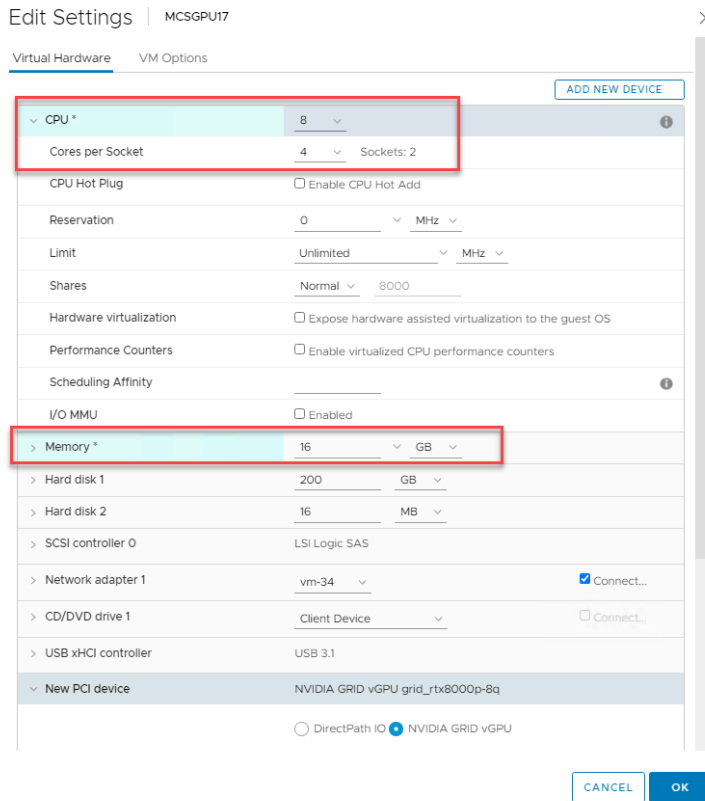 Edit Settings | MCSGPU17
Virtual Hardware VM Options
ADD NEW DEVICE
CPU * 8
Cores per Socket 4 Sockets: 2
CPU Hot Plug Enable CPU Hot Add
Reservation 0 MHz
Limit Unlimited MHz
Shares Normal 8000
Hardware virtualization Expose hardware assisted virtualization to the guest OS
Performance Counters Enable virtualized CPU performance counters
Scheduling Affinity
I/O MMU Enabled
Memory * 16 GB
Hard disk 1 200 GB
Hard disk 2 16 MB
SCSI controller 0 LSI Logic SAS
Network adapter 1 vm-34 Connect...
CD/DVD drive 1 Client Device Connect...
USB xHCI controller USB 3.1
New PCI device NVIDIA GRID vGPU grid_rtx8000p-8q
DirectPath IO NVIDIA GRID vGPU
CANCEL OK